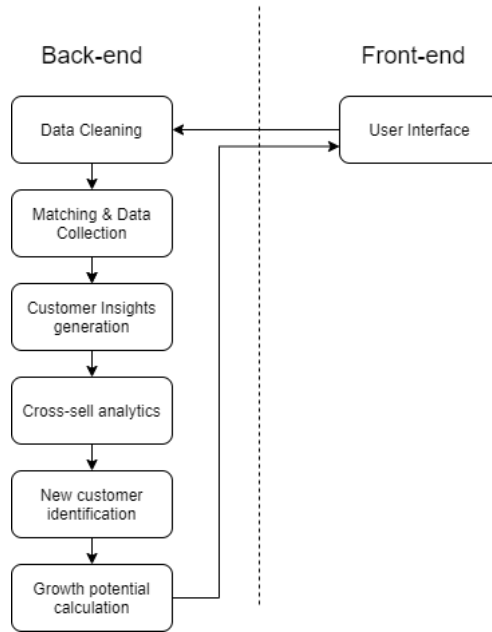 Back-end
Front-end
Data Cleaning
User Interface
Matching & Data
Collection
Customer Insights
generation
Cross-sell analytics
New customer
identification
Growth potential
calculation